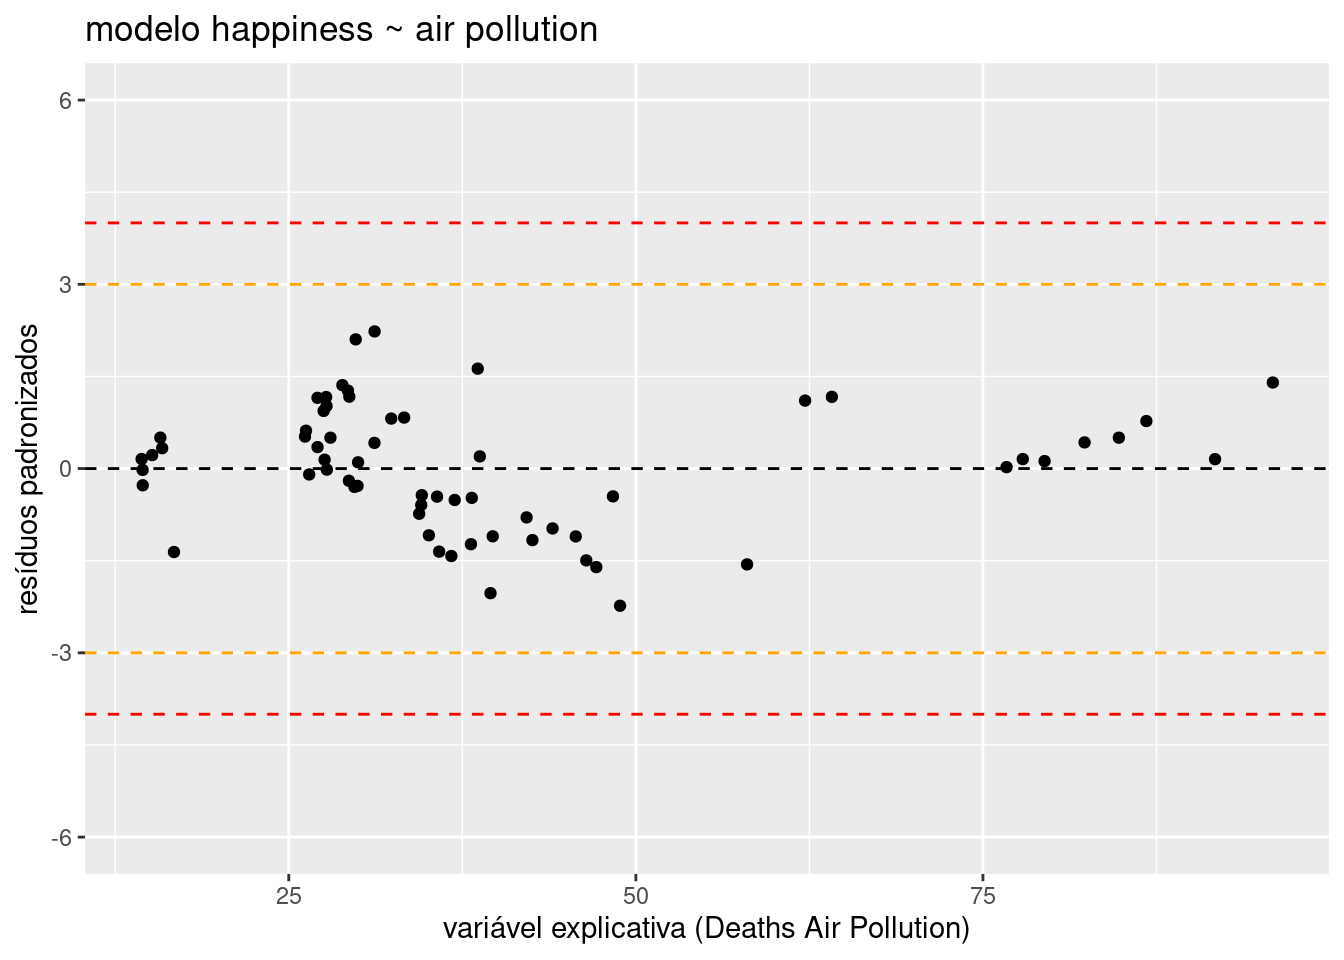 modelo happiness ~ air pollution
6
3
0
-3
-6
resíduos padronizados
25 50 75
variável explicativa (Deaths Air Pollution)